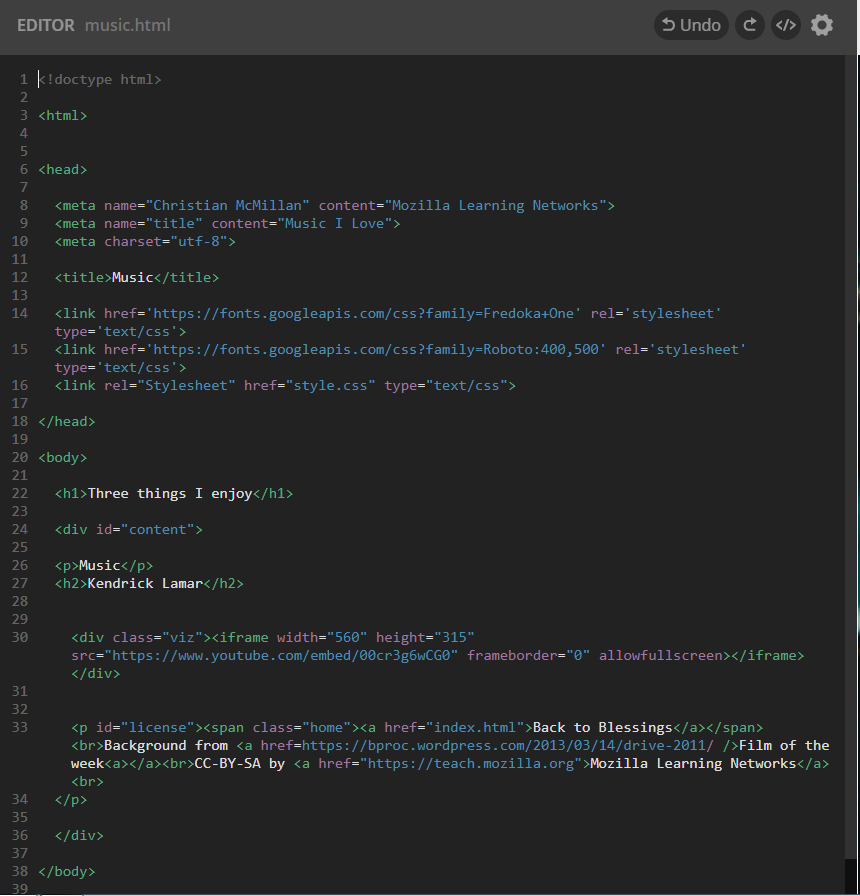 EDITOR music.html Undo </>
1 <!doctype html>
2
3 <html>
4
5
6 <head>
7
8 <meta name="Christian McMillan" content="Mozilla Learning Networks">
9 <meta name="title" content="Music I Love">
10 <meta charset="utf-8">
11
12 <title>Music</title>
13
14 <link href='https://fonts.googleapis.com/css?family=Fredoka+One' rel='stylesheet'
type='text/css'>
15 <link href='https://fonts.googleapis.com/css?family=Roboto:400,500' rel='stylesheet'
type='text/css'>
16 <link rel="Stylesheet" href="style.css" type="text/css">
17
18 </head>
19
20 <body>
21
22 <h1>Three things I enjoy</h1>
23
24 <div id="content">
25
26 <p>Music</p>
27 <h2>Kendrick Lamar</h2>
28
29
30 <div class="viz"><iframe width="560" height="315"
src="https://www.youtube.com/embed/00cr3g6wCG0" frameborder="0" allowfullscreen></iframe>
</div>
31
32
33 <p id="license"><span class="home"><a href="index.html">Back to Blessings</a></span>
<br>Background from <a href=https://bproc.wordpress.com/2013/03/14/drive-2011/ />Film of the
week<a></a><br>CC-BY-SA by <a href="https://teach.mozilla.org">Mozilla Learning Networks</a>
<br>
34 </p>
35
36 </div>
37
38 </body>
39